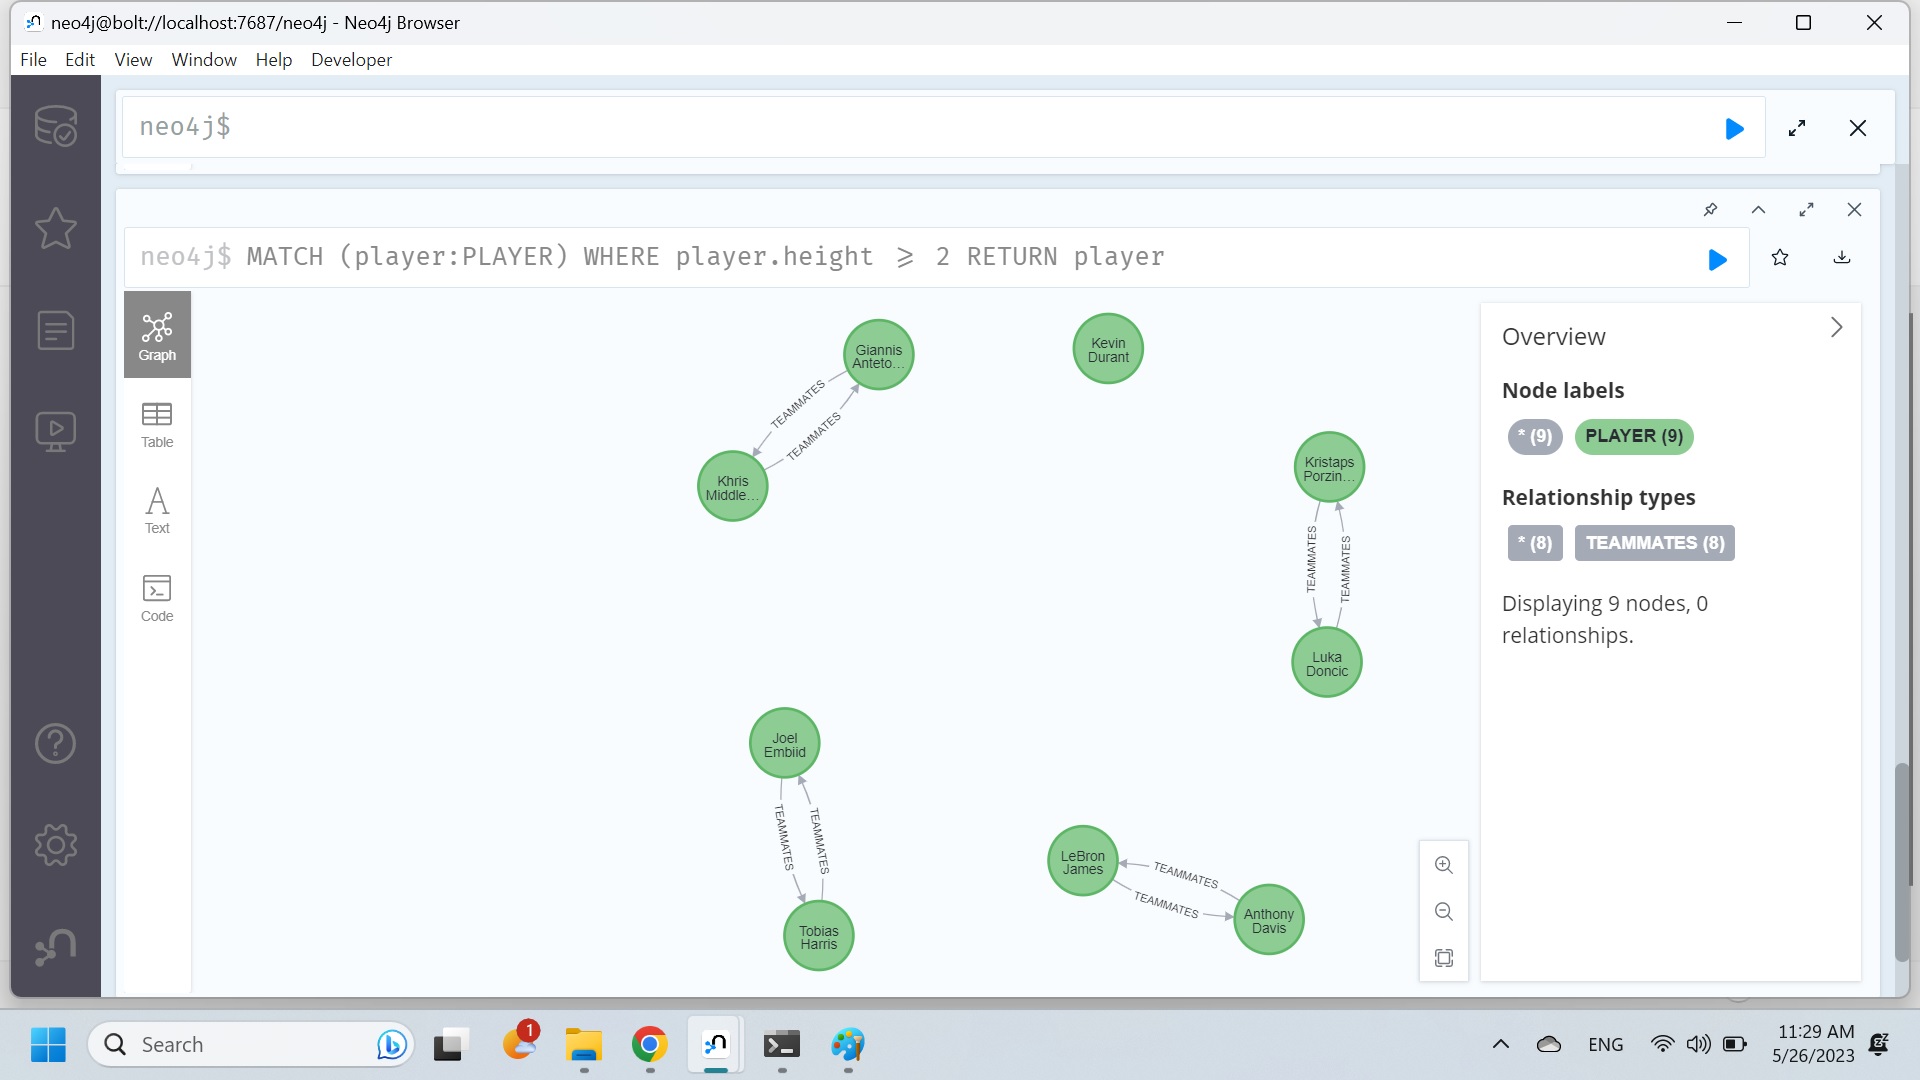 neo4j@bolt://localhost:7687/neo4j - Neo4j Browser
File Edit View Window Help Developer
neo4j$
neo4j$ MATCH (player:PLAYER) WHERE player.height ⩾ 2 RETURN player
Graph
Table
Text
Code
Giannis
Anteto...
TEAMMATES
TEAMMATES
Khris
Middle...
Kevin
Durant
Kristaps
Porzin...
TEAMMATES
TEAMMATES
Luka
Doncic
Joel
Embiid
TEAMMATES
TEAMMATES
Tobias
Harris
LeBron
James
TEAMMATES
TEAMMATES
Anthony
Davis
Overview
Node labels
* (9) PLAYER (9)
Relationship types
* (8) TEAMMATES (8)
Displaying 9 nodes, 0
relationships.
Search
1
ENG
11:29 AM
5/26/2023